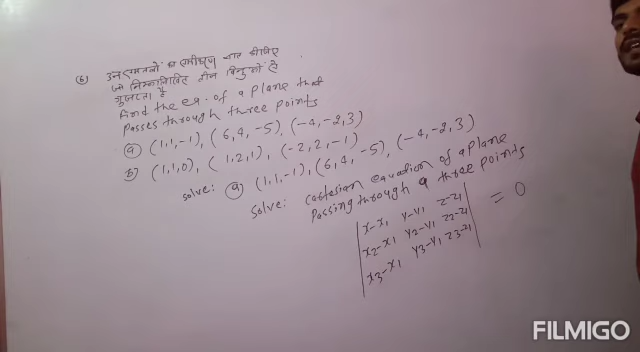 (6) उन समतलों का समीकरण ज्ञात कीजिए
जो निम्नलिखित तीन बिन्दुओं से
गुजरता है
Find the eq. of a plane that
passes through three points
(a) (1,1,-1), (6,4,-5), (-4,-2,3)
(b) (1,1,0), (1,2,1), (-2,2,-1)
Solve: (a) (1,1,-1), (6,4,-5), (-4,-2,3)
Solve: Cartesian equation of a plane
passing through three points
| x-x1 y-y1 z-z1 |
| x2-x1 y2-y1 z2-z1 | = 0
| x3-x1 y3-y1 z3-z1 |
FILMIGO